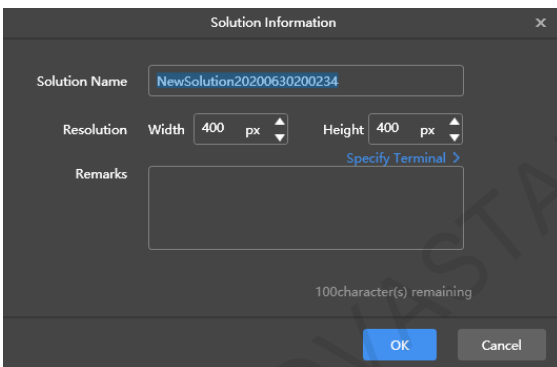 Solution Information
Solution Name NewSolution20200630200234
Resolution Width 400 px Height 400 px
Specify Terminal >
Remarks
100character(s) remaining
OK Cancel